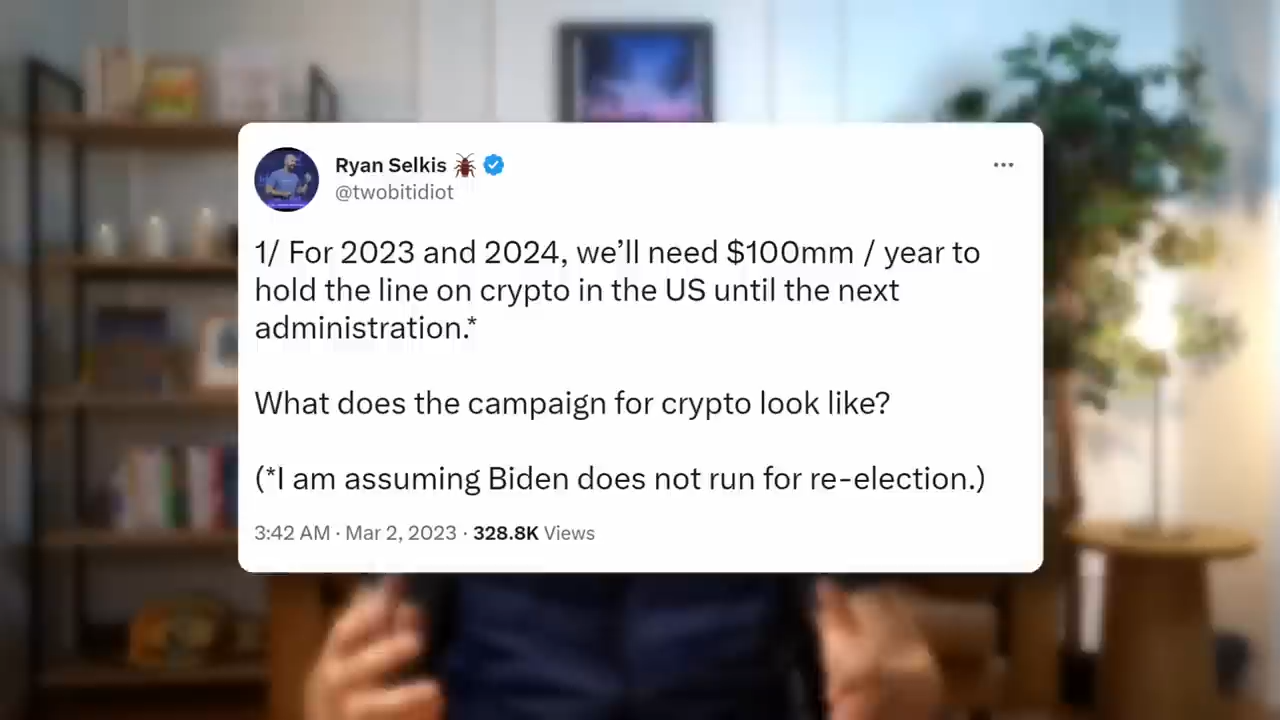 Ryan Selkis 🪳
@twobitidiot
1/ For 2023 and 2024, we’ll need $100mm / year to
hold the line on crypto in the US until the next
administration.*
What does the campaign for crypto look like?
(*I am assuming Biden does not run for re-election.)
3:42 AM · Mar 2, 2023 · 328.8K Views